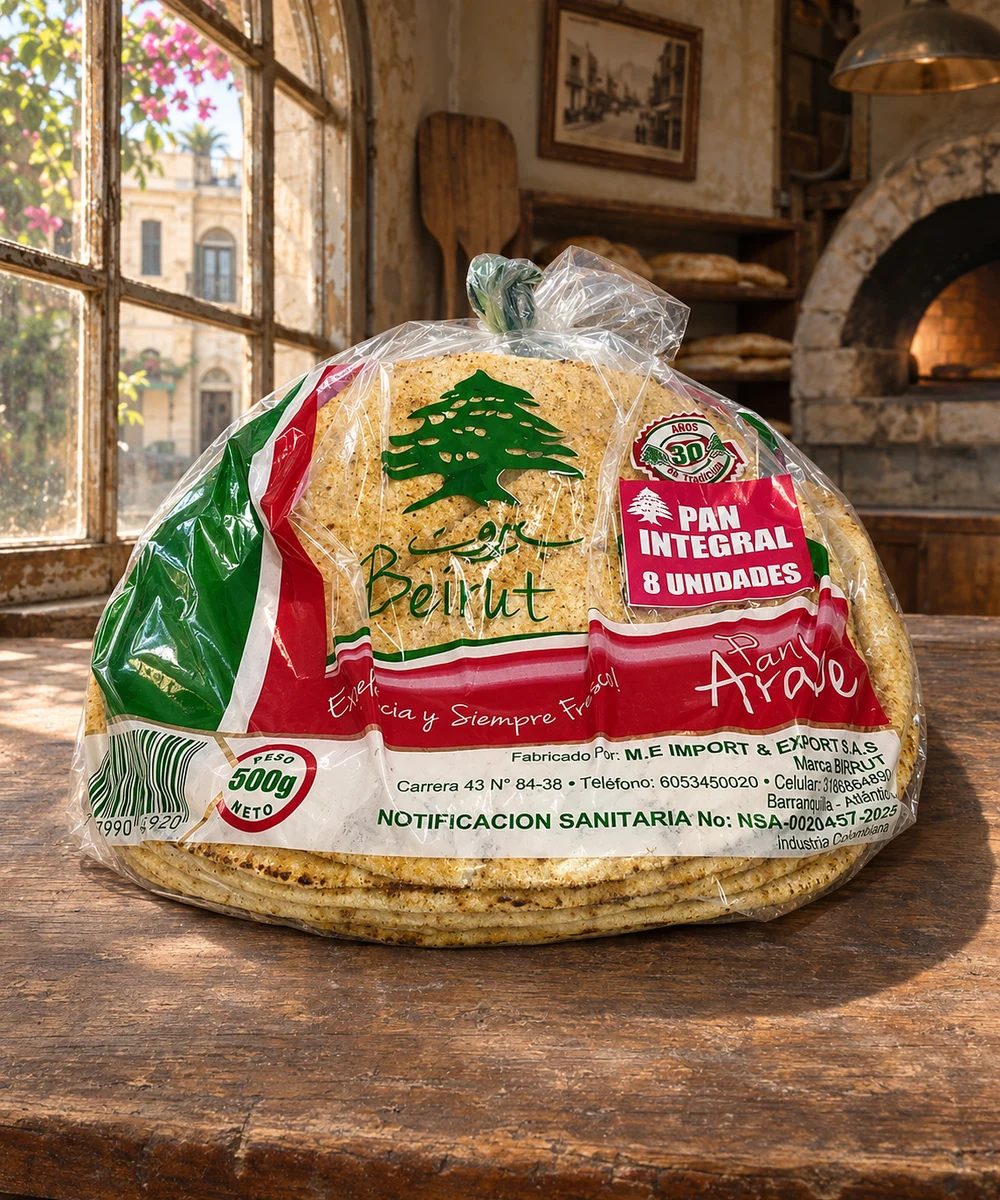 AÑOS
30
de Tradición
PAN
INTEGRAL
8 UNIDADES
Beirut
Pan
Arabe
y Siempre Fresco!
PESO
500g
NETO
Fabricado Por: M.E IMPORT & EXPORT S.A.S.
Marca BIRRUT
Carrera 43 N° 84-38 • Teléfono: 6053450020 • Celular: 3186864890
Barranquilla - Atlántico
NOTIFICACION SANITARIA No: NSA-0020457-2025
Industria Colombiana